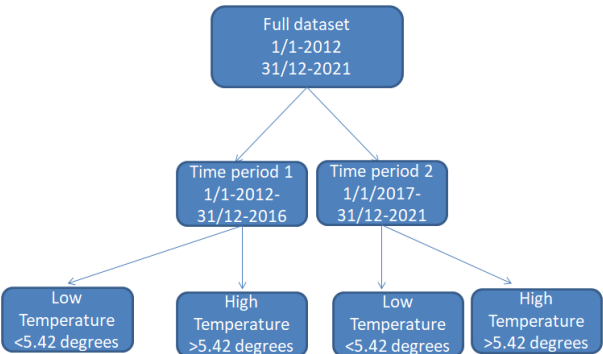 Full dataset
1/1-2012
31/12-2021
Time period 1
1/1-2012-
31/12-2016
Time period 2
1/1/2017-
31/12-2021
Low
Temperature
<5.42 degrees
High
Temperature
>5.42 degrees
Low
Temperature
<5.42 degrees
High
Temperature
>5.42 degrees